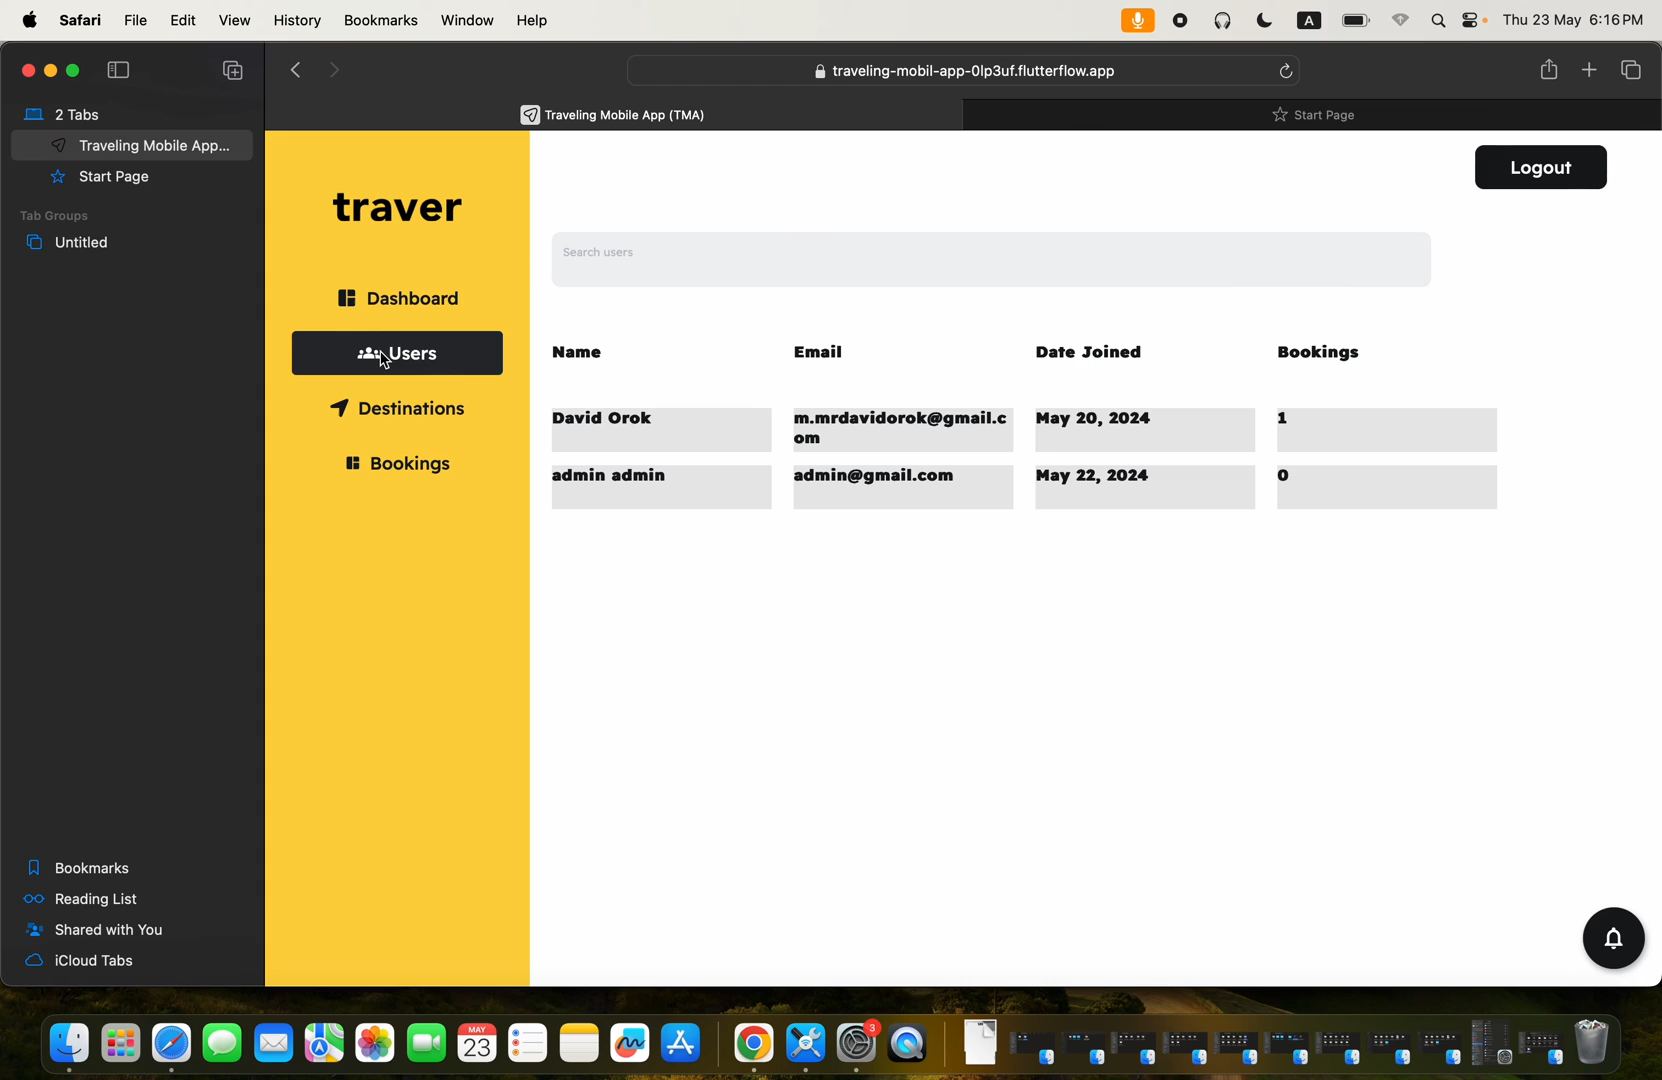 Safari File Edit View History Bookmarks Window Help A Thu 23 May 6:16 PM
traveling-mobil-app-0lp3uf.flutterflow.app
2 Tabs
Traveling Mobile App (TMA)
Start Page
Traveling Mobile App...
Start Page
Tab Groups
Untitled
Bookmarks
Reading List
Shared with You
iCloud Tabs
traver
Dashboard
Users
Destinations
Bookings
Logout
Search users
Name Email Date Joined Bookings
David Orok m.mrdavidorok@gmail.c May 20, 2024 1
om
admin admin admin@gmail.com May 22, 2024 0
MAY
23
3